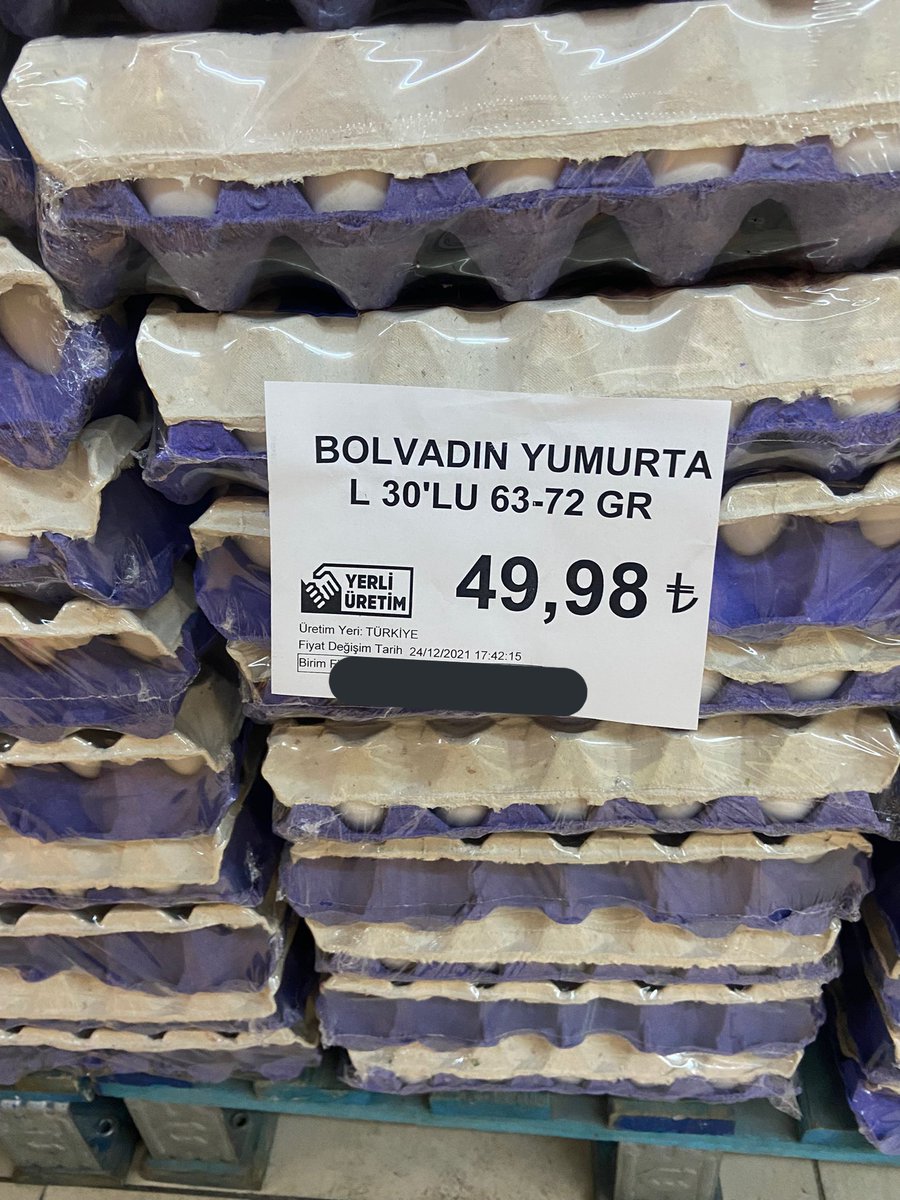 BOLVADIN YUMURTA
L 30'LU 63-72 GR
YERLİ
ÜRETİM
49,98 ₺
Üretim Yeri: TÜRKİYE
Fiyat Değişim Tarih 24/12/2021 17:42:15
Birim